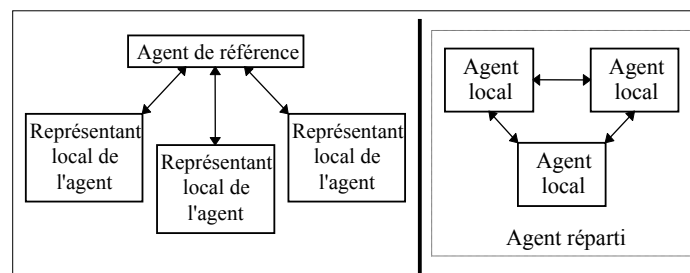 Agent de référence
Représentant
local de
l'agent
Représentant
local de
l'agent
Représentant
local de
l'agent
Agent
local
Agent
local
Agent
local
Agent réparti